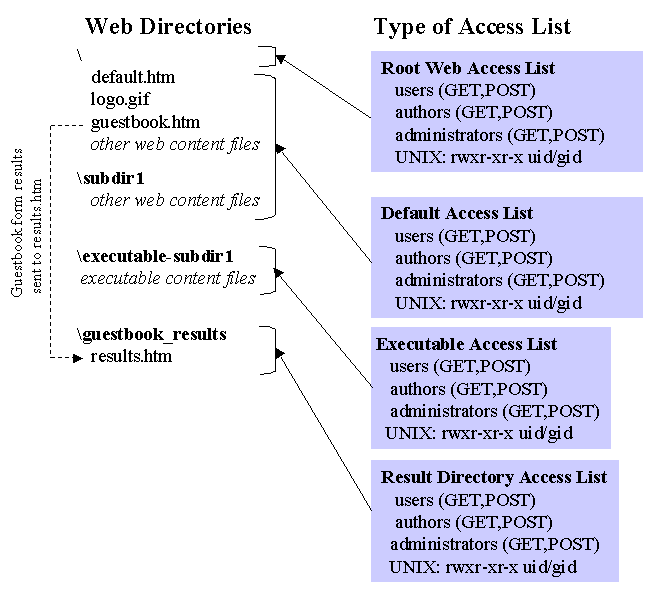 Web Directories
\
default.htm
logo.gif
guestbook.htm
other web content files
\subdir1
other web content files
\executable-subdir1
executable content files
\guestbook_results
results.htm
Guestbook form results
sent to results.htm
Type of Access List
Root Web Access List
users (GET,POST)
authors (GET,POST)
administrators (GET,POST)
UNIX: rwxr-xr-x uid/gid
Default Access List
users (GET,POST)
authors (GET,POST)
administrators (GET,POST)
UNIX: rwxr-xr-x uid/gid
Executable Access List
users (GET,POST)
authors (GET,POST)
administrators (GET,POST)
UNIX: rwxr-xr-x uid/gid
Result Directory Access List
users (GET,POST)
authors (GET,POST)
administrators (GET,POST)
UNIX: rwxr-xr-x uid/gid